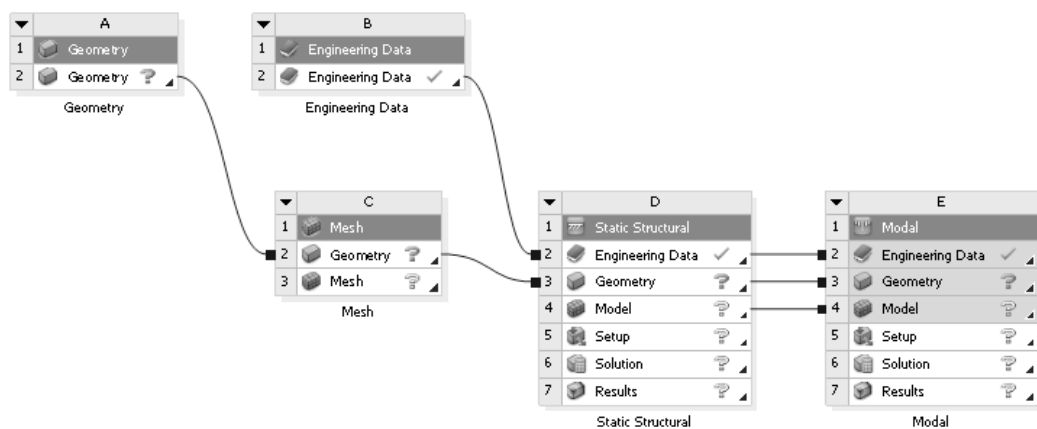 A
1 Geometry
2 Geometry ?
Geometry
B
1 Engineering Data
2 Engineering Data ✓
Engineering Data
C
1 Mesh
2 Geometry ?
3 Mesh ?
Mesh
D
1 Static Structural
2 Engineering Data ✓
3 Geometry ?
4 Model ?
5 Setup ?
6 Solution ?
7 Results ?
Static Structural
E
1 Modal
2 Engineering Data ✓
3 Geometry ?
4 Model ?
5 Setup ?
6 Solution ?
7 Results ?
Modal